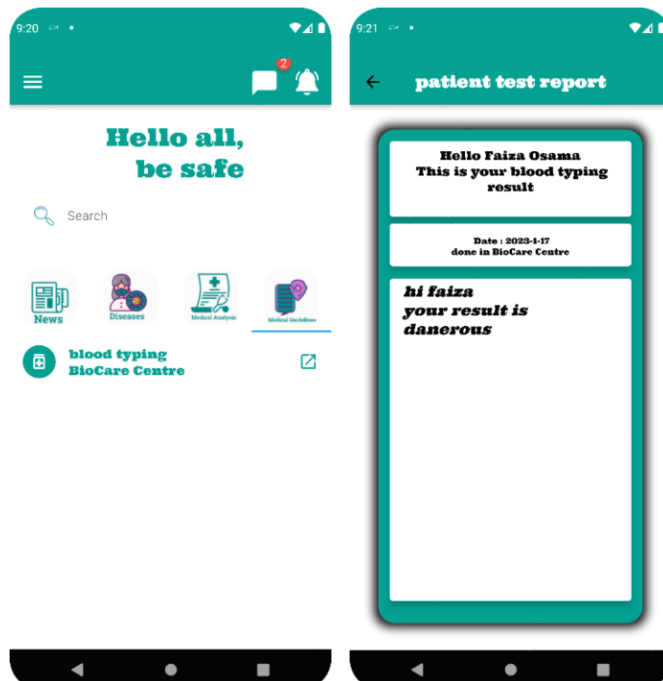 9:20
2
Hello all,
be safe
Search
News
Diseases
Medical Analysis
Medical Guidelines
blood typing
BioCare Centre
9:21
patient test report
Hello Faiza Osama
This is your blood typing
result
Date : 2023-1-17
done in BioCare Centre
hi faiza
your result is
danerous